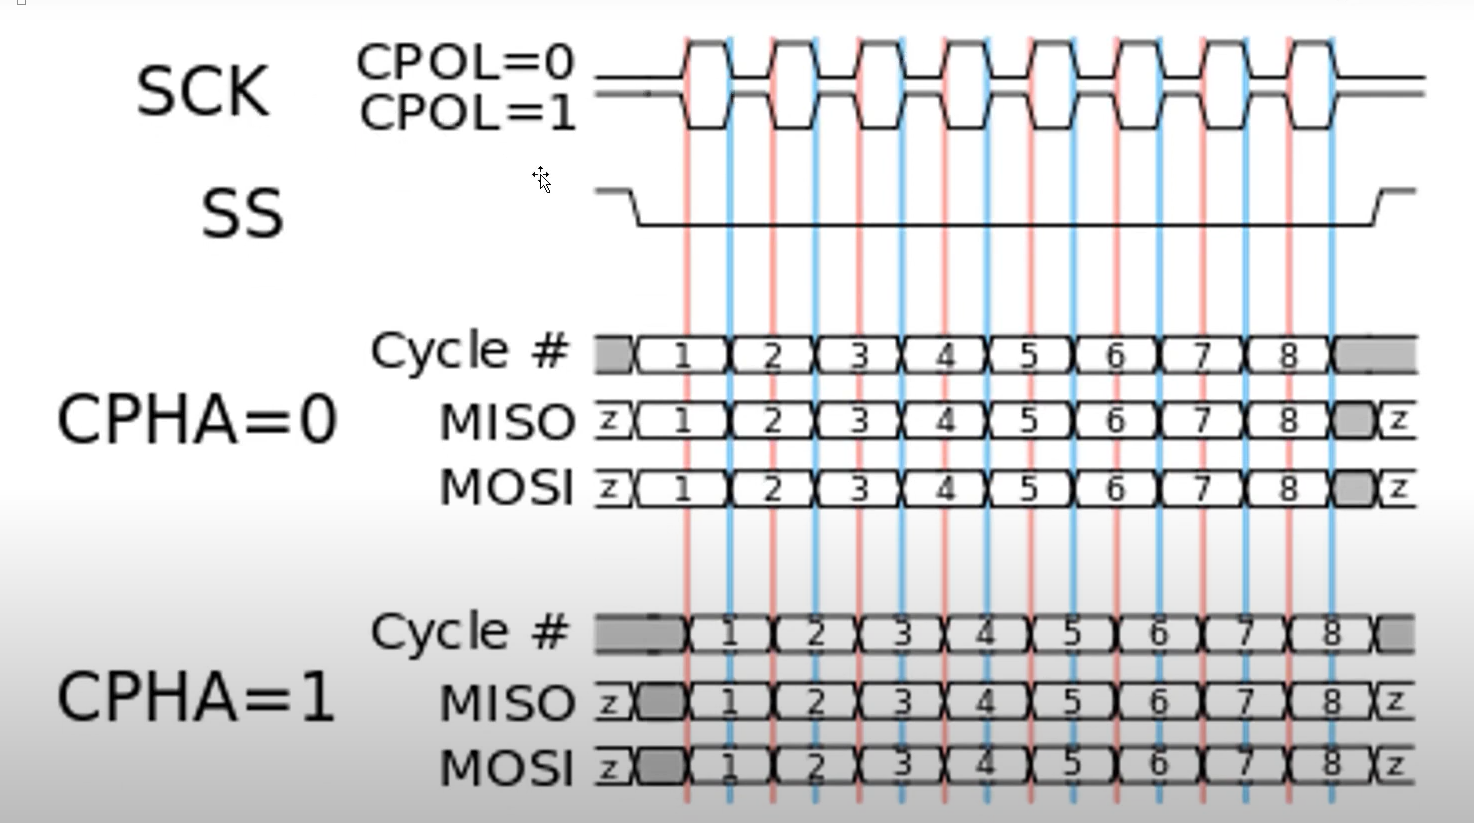 SCK CPOL=0
CPOL=1
SS
Cycle # 1 2 3 4 5 6 7 8
CPHA=0 MISO z 1 2 3 4 5 6 7 8 z
MOSI z 1 2 3 4 5 6 7 8 z
Cycle # 1 2 3 4 5 6 7 8
CPHA=1 MISO z 1 2 3 4 5 6 7 8 z
MOSI z 1 2 3 4 5 6 7 8 z